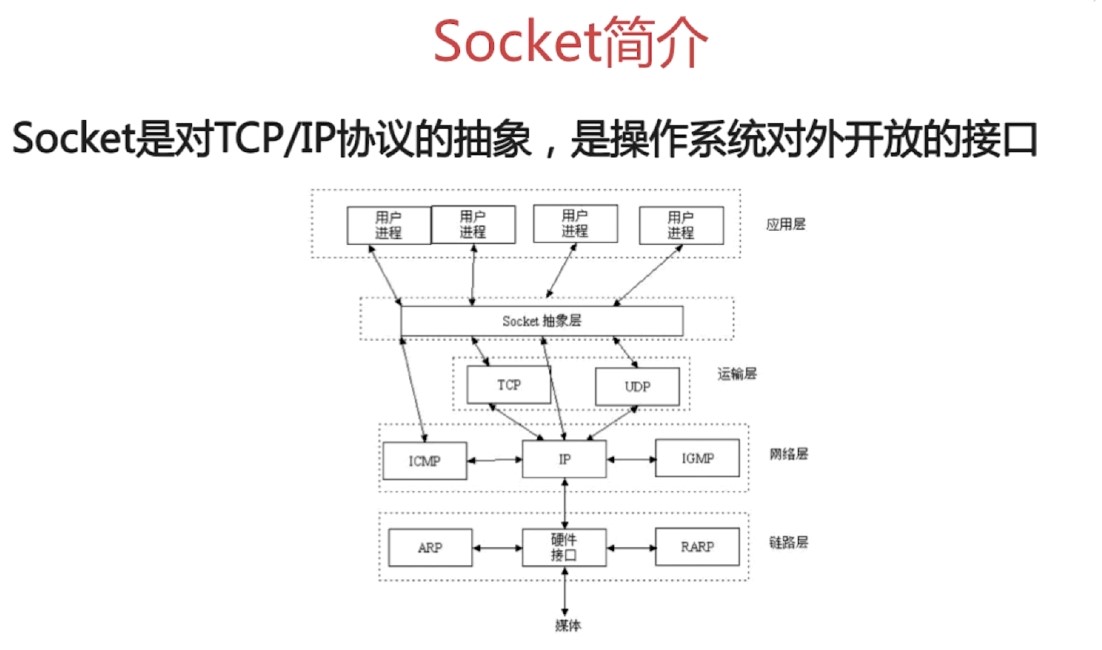 Socket简介
Socket是对TCP/IP协议的抽象，是操作系统对外开放的接口
用户
进程
用户
进程
用户
进程
用户
进程
应用层
Socket 抽象层
TCP
UDP
运输层
ICMP
IP
IGMP
网络层
ARP
硬件
接口
RARP
链路层
媒体